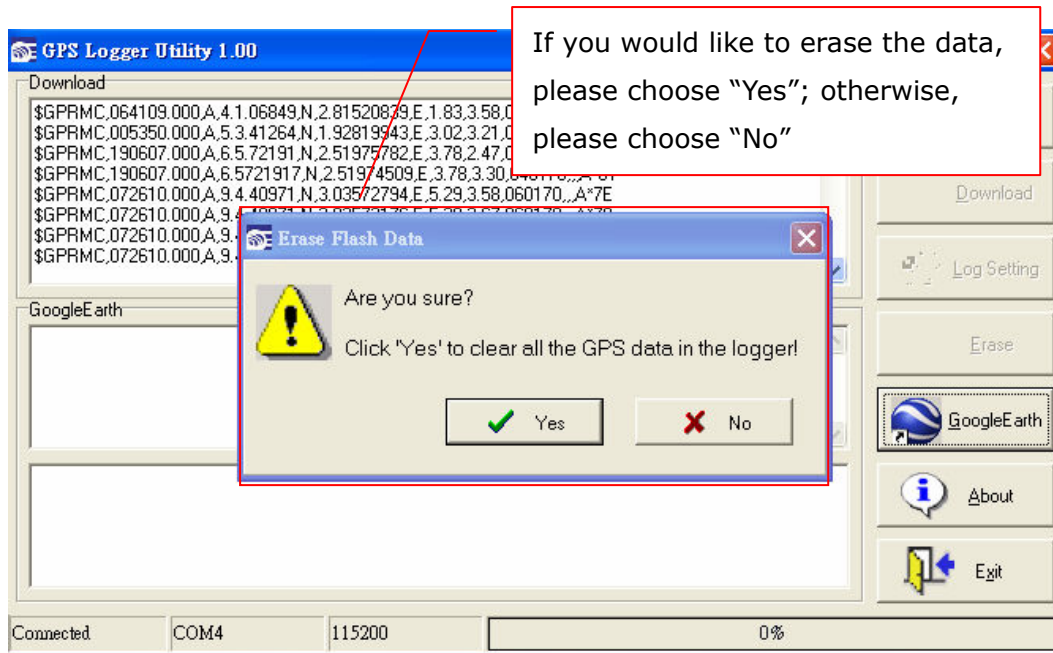 If you would like to erase the data,
please choose “Yes”; otherwise,
please choose “No”
GPS Logger Utility 1.00
Download
$GPRMC,064109.000,A,4.1.06849,N,2.81520839,E,1.83,3.58,0
$GPRMC,005350.000,A,5.3.41264,N,1.92819943,E,3.02,3.21,0
$GPRMC,190607.000,A,6.5.72191,N,2.51975782,E,3.78,2.47,0
$GPRMC,190607.000,A,6.5721917,N,2.51974509,E,3.78,3.30,
$GPRMC,072610.000,A,9.4.40971,N,3.03572794,E,5.29,3.58,060170,,,A*7E
$GPRMC,072610.000,A,9.
$GPRMC,072610.000,A,9.
$GPRMC,072610.000,A,9.
Download
Log Setting
Erase
GoogleEarth
About
Exit
Erase Flash Data
Are you sure?
Click 'Yes' to clear all the GPS data in the logger!
Yes
No
GoogleEarth
Connected
COM4
115200
0%